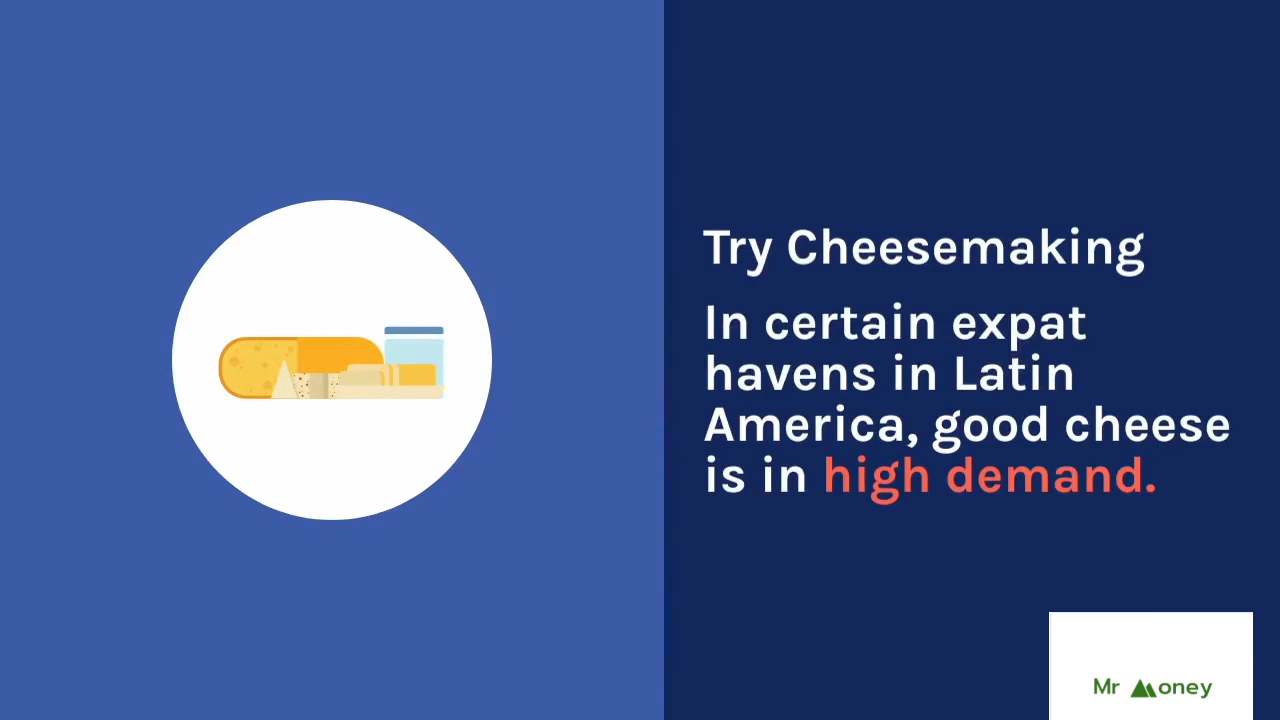 Try Cheesemaking
In certain expat
havens in Latin
America, good cheese
is in high demand.
Mr Money